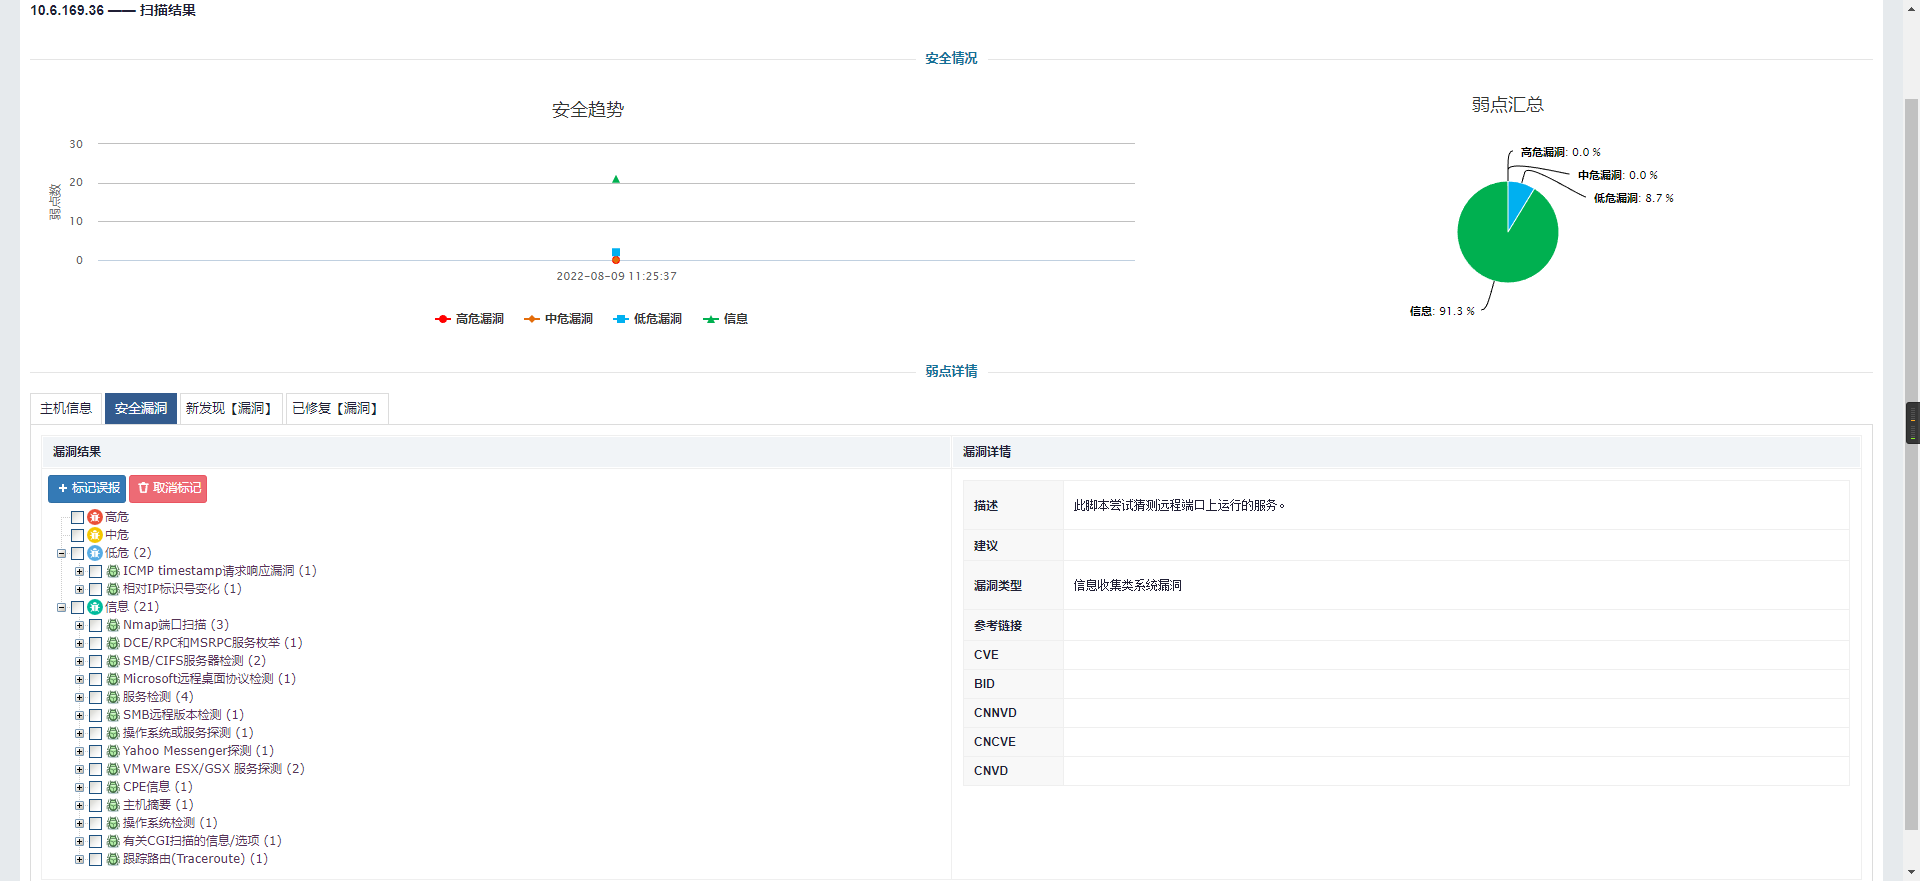 10.6.169.36 —— 扫描结果
安全情况
安全趋势
弱点数
30
20
10
0
2022-08-09 11:25:37
高危漏洞 中危漏洞 低危漏洞 信息
弱点汇总
高危漏洞: 0.0 %
中危漏洞: 0.0 %
低危漏洞: 8.7 %
信息: 91.3 %
弱点详情
主机信息 安全漏洞 新发现【漏洞】 已修复【漏洞】
漏洞结果
+ 标记误报 取消标记
高危
中危
低危 (2)
ICMP timestamp请求响应漏洞 (1)
相对IP标识号变化 (1)
信息 (21)
Nmap端口扫描 (3)
DCE/RPC和MSRPC服务枚举 (1)
SMB/CIFS服务器检测 (2)
Microsoft远程桌面协议检测 (1)
服务检测 (4)
SMB远程版本检测 (1)
操作系统或服务探测 (1)
Yahoo Messenger探测 (1)
VMware ESX/GSX 服务探测 (2)
CPE信息 (1)
主机摘要 (1)
操作系统检测 (1)
有关CGI扫描的信息/选项 (1)
跟踪路由(Traceroute) (1)
漏洞详情
描述 此脚本尝试猜测远程端口上运行的服务。
建议
漏洞类型 信息收集类系统漏洞
参考链接
CVE
BID
CNNVD
CNCVE
CNVD